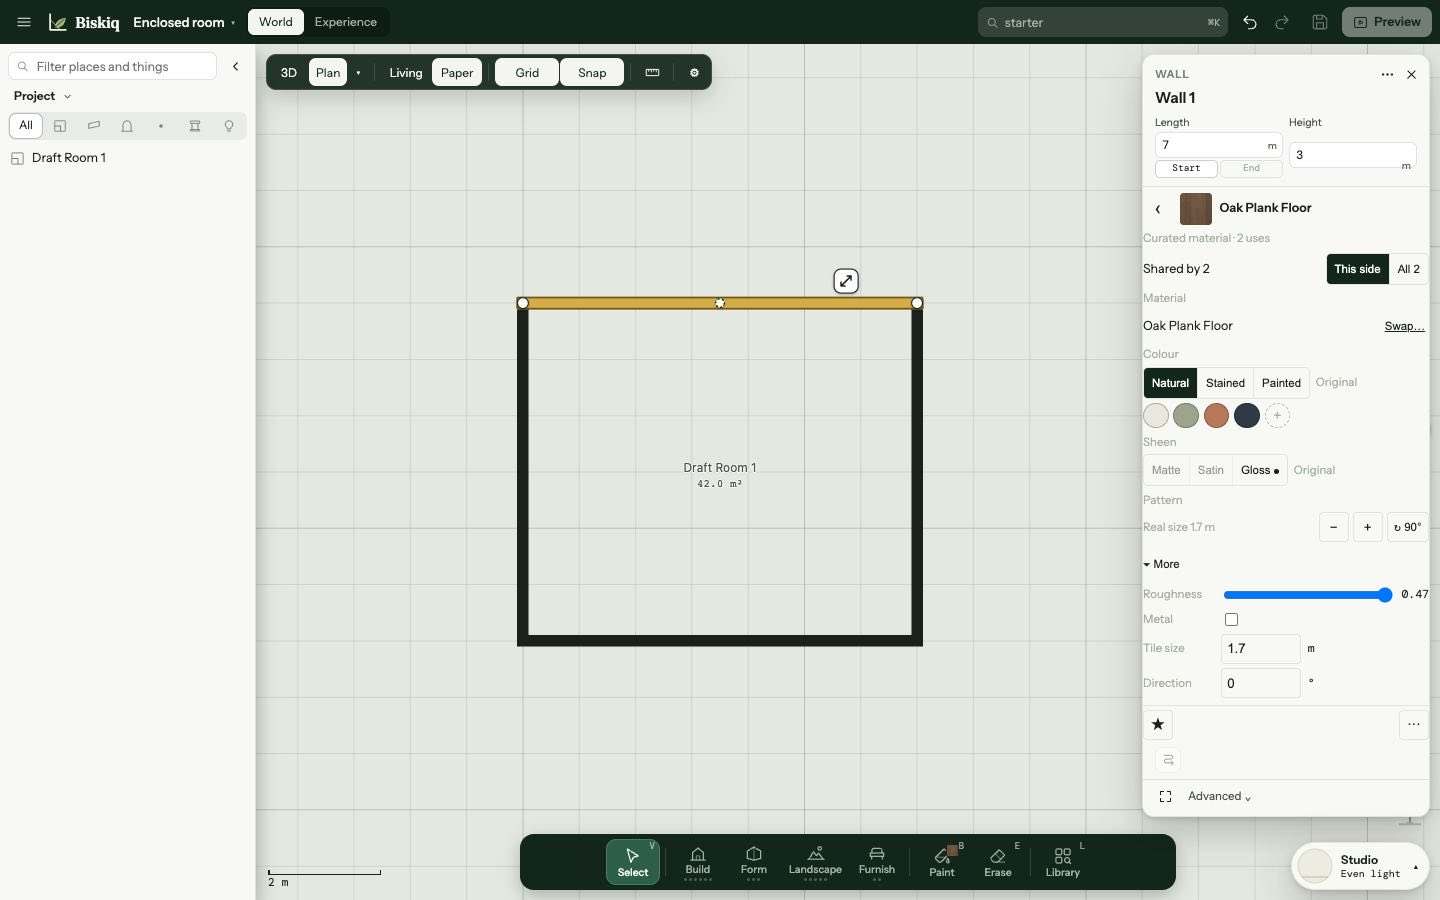 Biskiq
Enclosed room
World
Experience
starter
⌘K
Preview
Filter places and things
Project
All
Draft Room 1
3D
Plan
Living
Paper
Grid
Snap
Draft Room 1
42.0 m²
2 m
WALL
Wall 1
Length
Height
7 m
3 m
Start
End
Oak Plank Floor
Curated material · 2 uses
Shared by 2
This side
All 2
Material
Oak Plank Floor
Swap…
Colour
Natural
Stained
Painted
Original
+
Sheen
Matte
Satin
Gloss
Original
Pattern
Real size 1.7 m
−
+
↻ 90°
More
Roughness
0.47
Metal
Tile size
1.7
m
Direction
0
°
Advanced
Select
V
Build
Form
Landscape
Furnish
Paint
B
Erase
E
Library
L
Studio
Even light